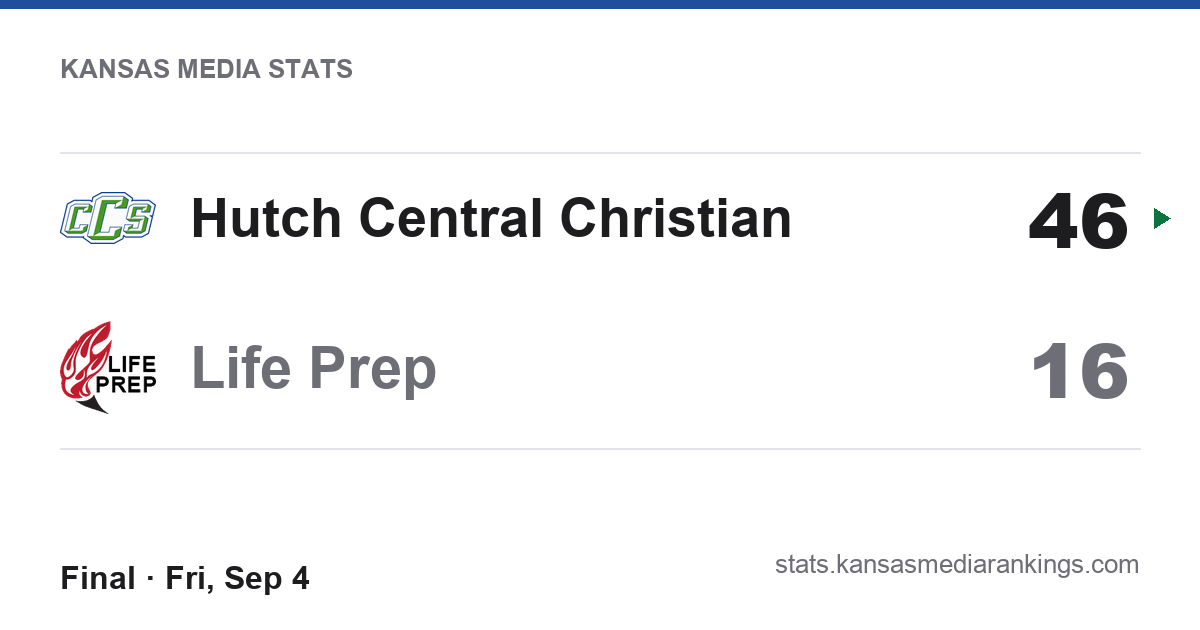 KANSAS MEDIA STATS
CCS
Hutch Central Christian 46
LIFE
PREP
Life Prep 16
Final · Fri, Sep 4
stats.kansasmediarankings.com